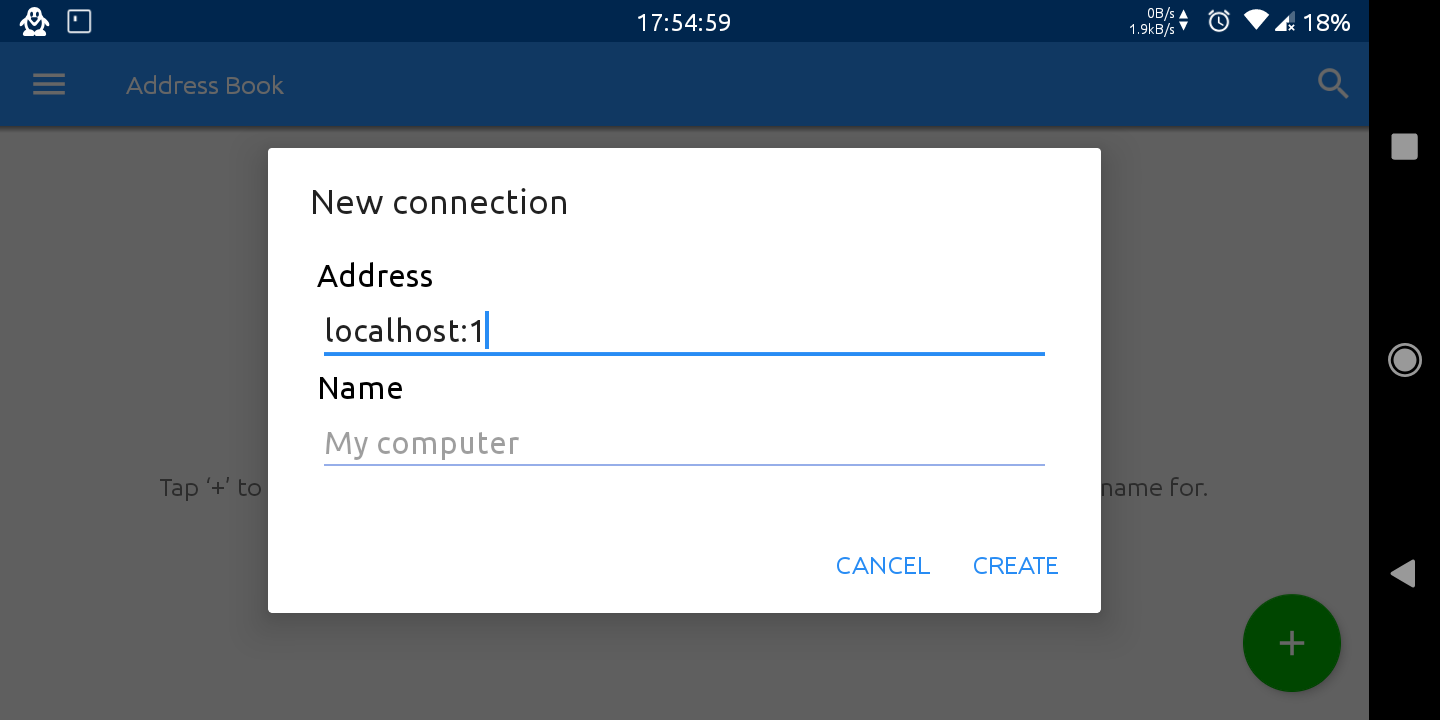 17:54:59
0B/s
1.9kB/s
18%
Address Book
New connection
Address
localhost:1
Name
My computer
Tap ‘+’ to
name for.
CANCEL
CREATE